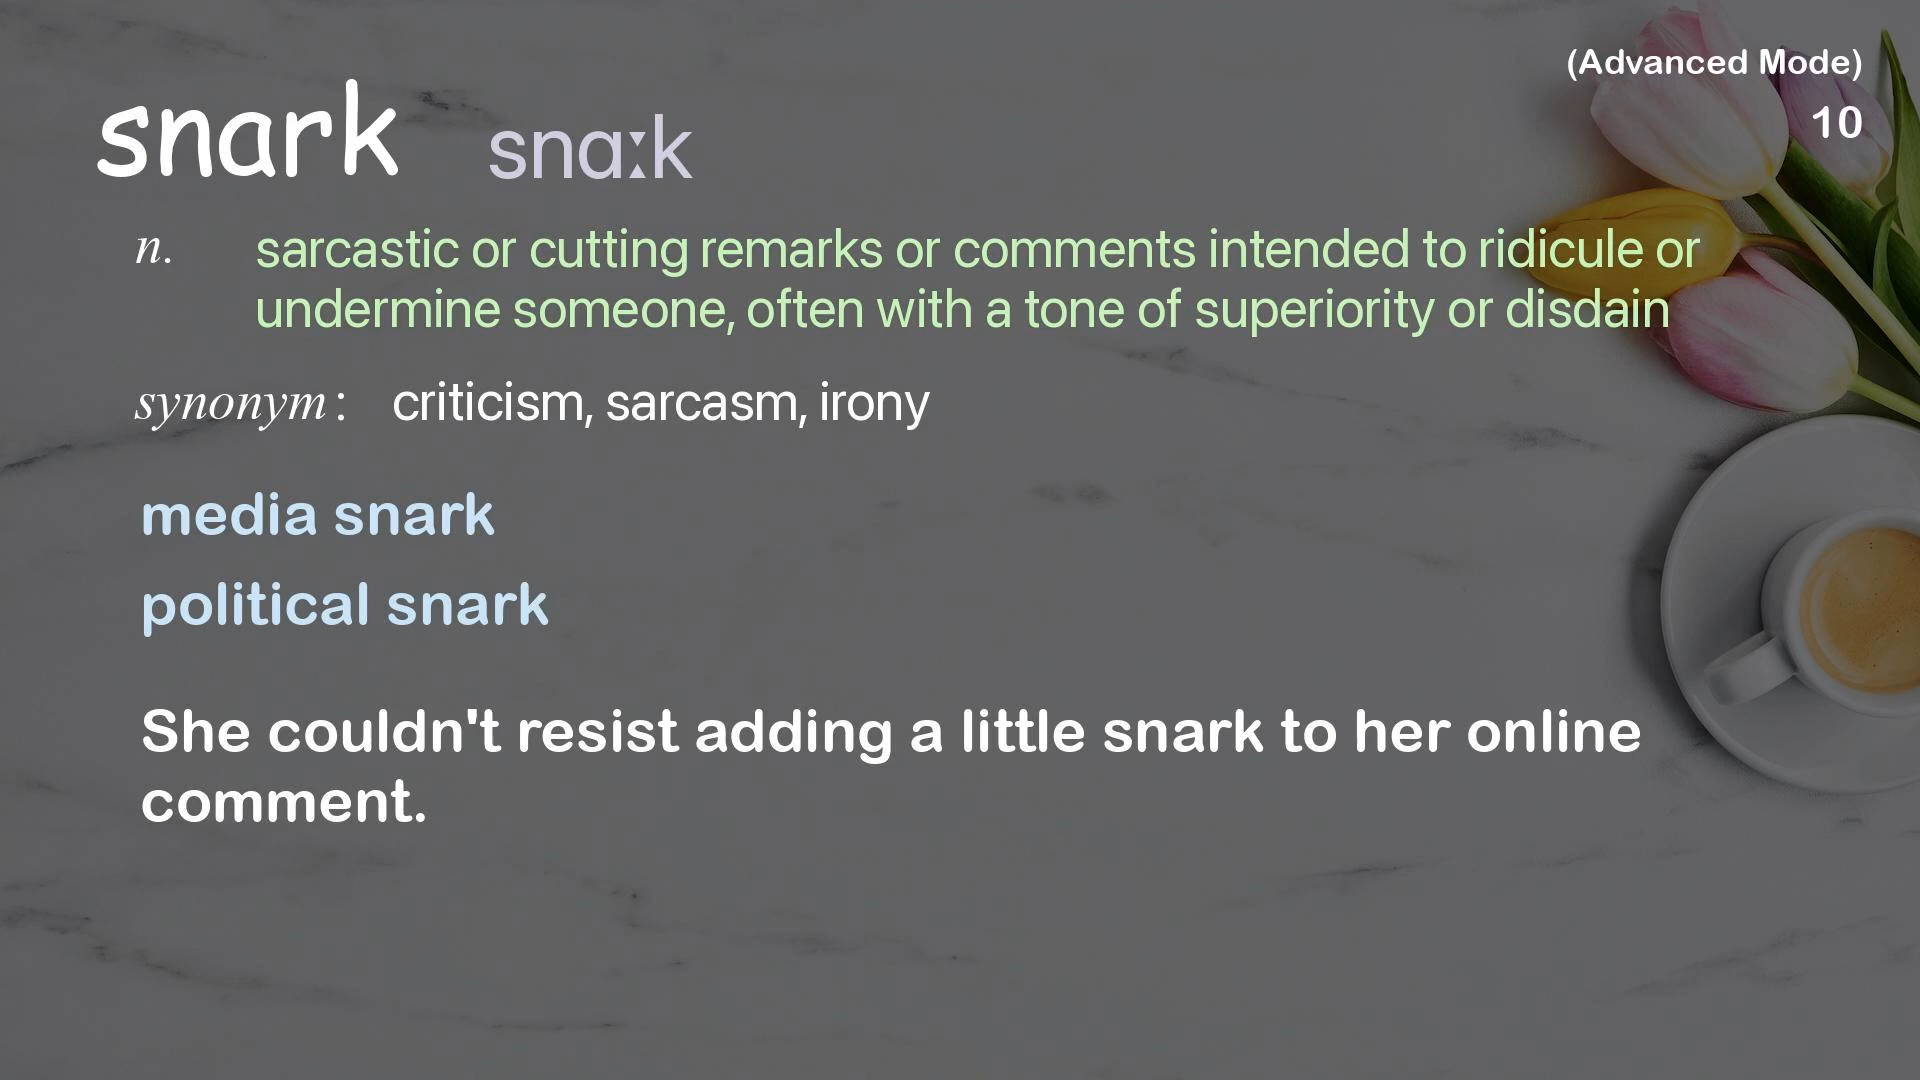 (Advanced Mode)
10
snark snɑːk
n. sarcastic or cutting remarks or comments intended to ridicule or
undermine someone, often with a tone of superiority or disdain
synonym : criticism, sarcasm, irony
media snark
political snark
She couldn't resist adding a little snark to her online
comment.